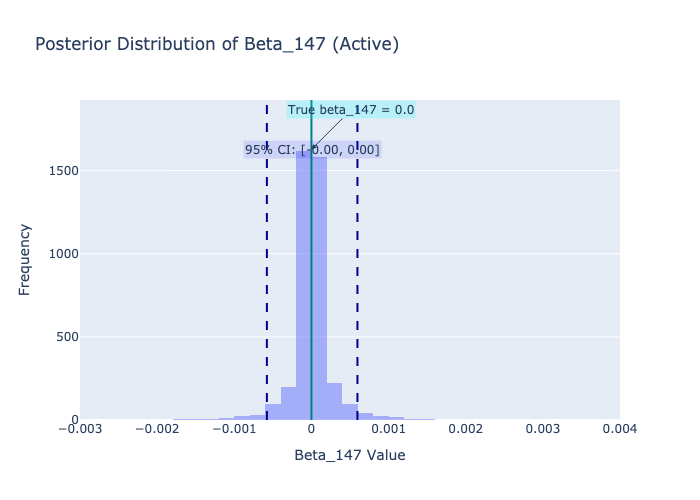 Posterior Distribution of Beta_147 (Active)
True beta_147 = 0.0
95% CI: [-0.00, 0.00]
1500
1000
500
0
Frequency
−0.003
−0.002
−0.001
0
0.001
0.002
0.003
0.004
Beta_147 Value